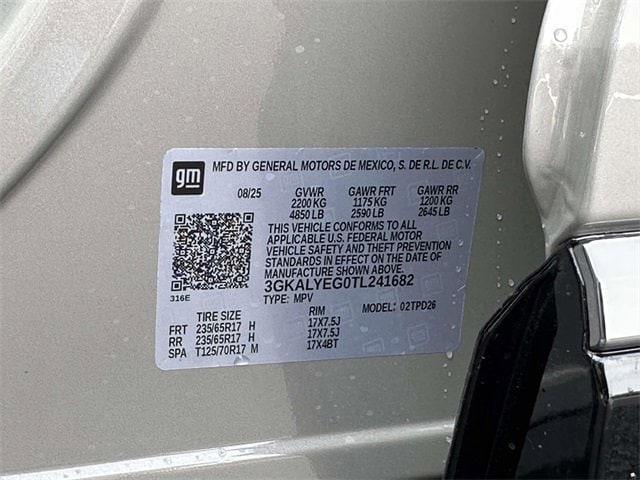 gm
MFD BY GENERAL MOTORS DE MEXICO, S. DE R.L. DE C.V.
08/25 GVWR GAWR FRT GAWR RR
2200 KG 1175 KG 1200 KG
4850 LB 2590 LB 2645 LB
THIS VEHICLE CONFORMS TO ALL
APPLICABLE U.S. FEDERAL MOTOR
VEHICLE SAFETY AND THEFT PREVENTION
STANDARDS IN EFFECT ON THE DATE OF
MANUFACTURE SHOWN ABOVE.
3GKALYEG0TL241682
316E
TYPE: MPV MODEL: 02TPD26
TIRE SIZE RIM
FRT 235/65R17 H 17X7.5J
RR 235/65R17 H 17X7.5J
SPA T125/70R17 M 17X4BT